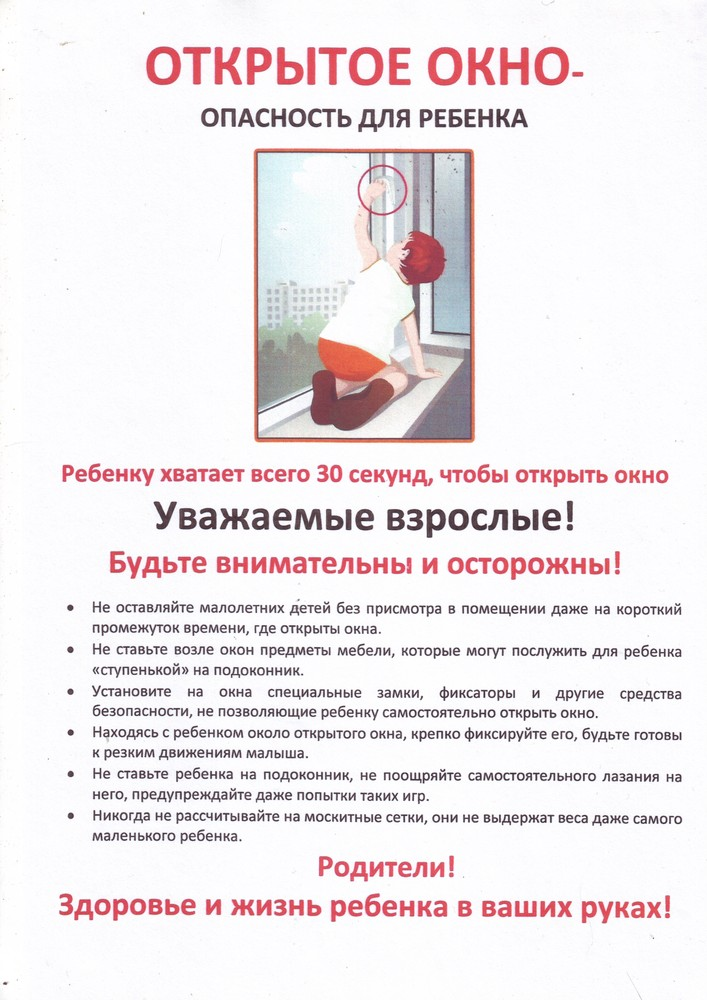 ОТКРЫТОЕ ОКНО-
ОПАСНОСТЬ ДЛЯ РЕБЕНКА
Ребенку хватает всего 30 секунд, чтобы открыть окно
Уважаемые взрослые!
Будьте внимательны и осторожны!
• Не оставляйте малолетних детей без присмотра в помещении даже на короткий
промежуток времени, где открыты окна.
• Не ставьте возле окон предметы мебели, которые могут послужить для ребенка
«ступенькой» на подоконник.
• Установите на окна специальные замки, фиксаторы и другие средства
безопасности, не позволяющие ребенку самостоятельно открыть окно.
• Находясь с ребенком около открытого окна, крепко фиксируйте его, будьте готовы
к резким движениям малыша.
• Не ставьте ребенка на подоконник, не поощряйте самостоятельного лазания на
него, предупреждайте даже попытки таких игр.
• Никогда не рассчитывайте на москитные сетки, они не выдержат веса даже самого
маленького ребенка.
Родители!
Здоровье и жизнь ребенка в ваших руках!